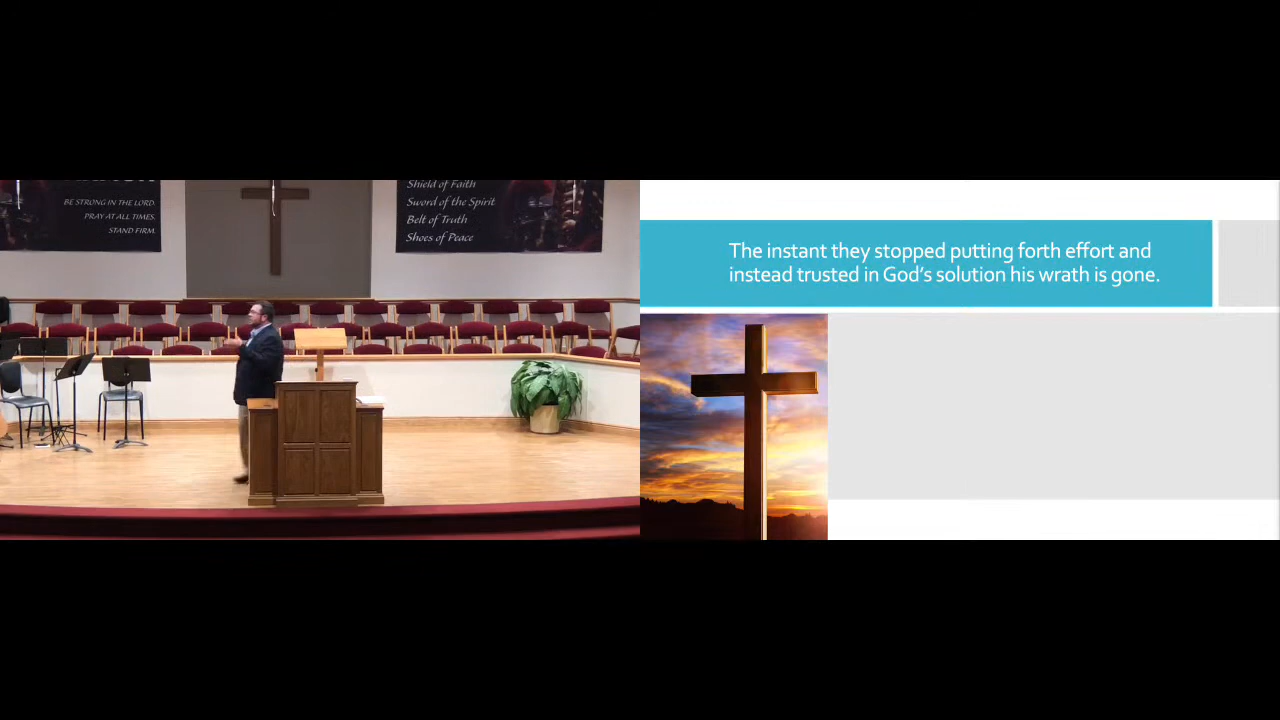 BE STRONG IN THE LORD.
PRAY AT ALL TIMES.
STAND FIRM.
Shield of Faith
Sword of the Spirit
Belt of Truth
Shoes of Peace
The instant they stopped putting forth effort and
instead trusted in God's solution his wrath is gone.